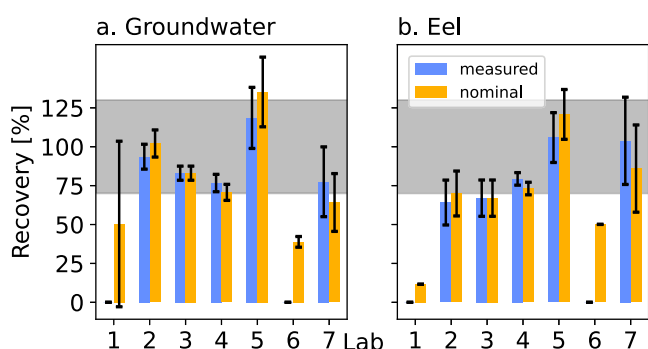 a. Groundwater
b. Eel
measured
nominal
Recovery [%]
125
100
75
50
25
0
1 2 3 4 5 6 7 Lab 1 2 3 4 5 6 7